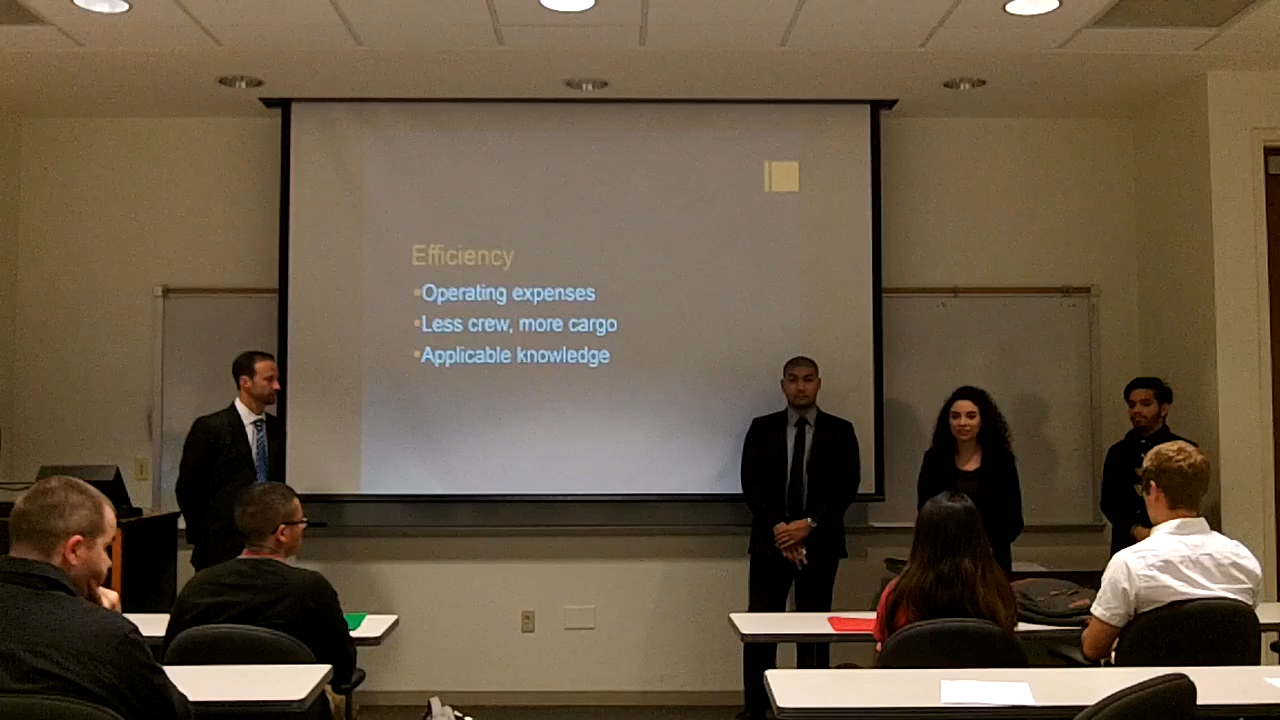 Efficiency
▪Operating expenses
▪Less crew, more cargo
▪Applicable knowledge